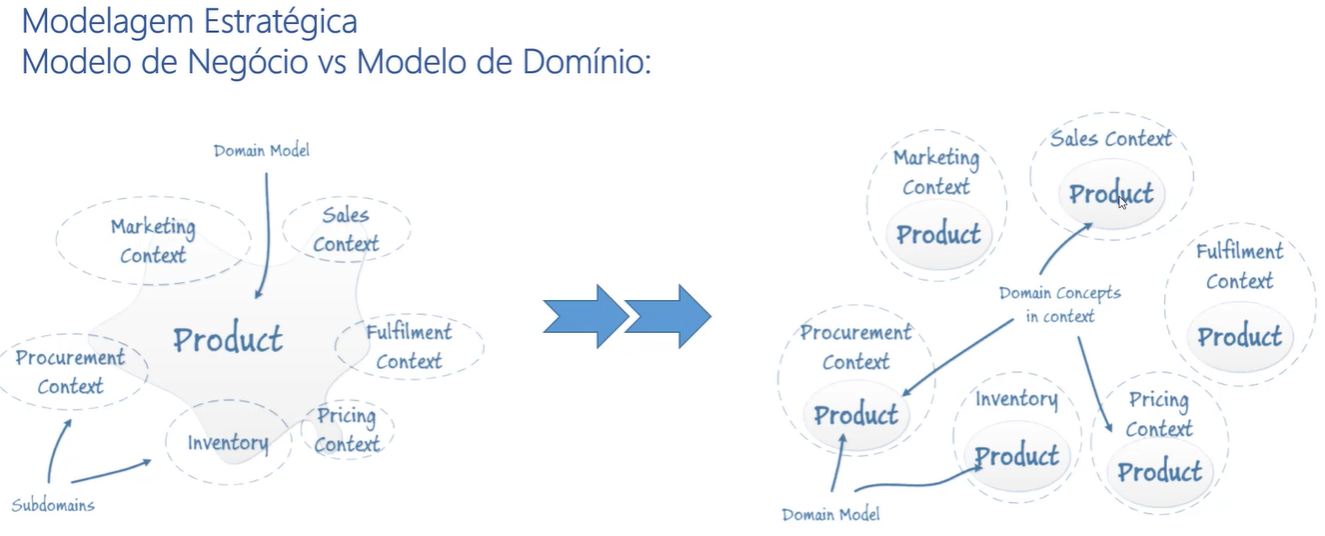 Modelagem Estratégica
Modelo de Negócio vs Modelo de Domínio:
Domain Model
Marketing
Context
Sales
Context
Product
Procurement
Context
Fulfilment
Context
Inventory
Pricing
Context
Subdomains
Marketing
Context
Product
Sales Context
Product
Fulfilment
Context
Product
Domain Concepts
in context
Procurement
Context
Product
Inventory
Product
Pricing
Context
Product
Domain Model